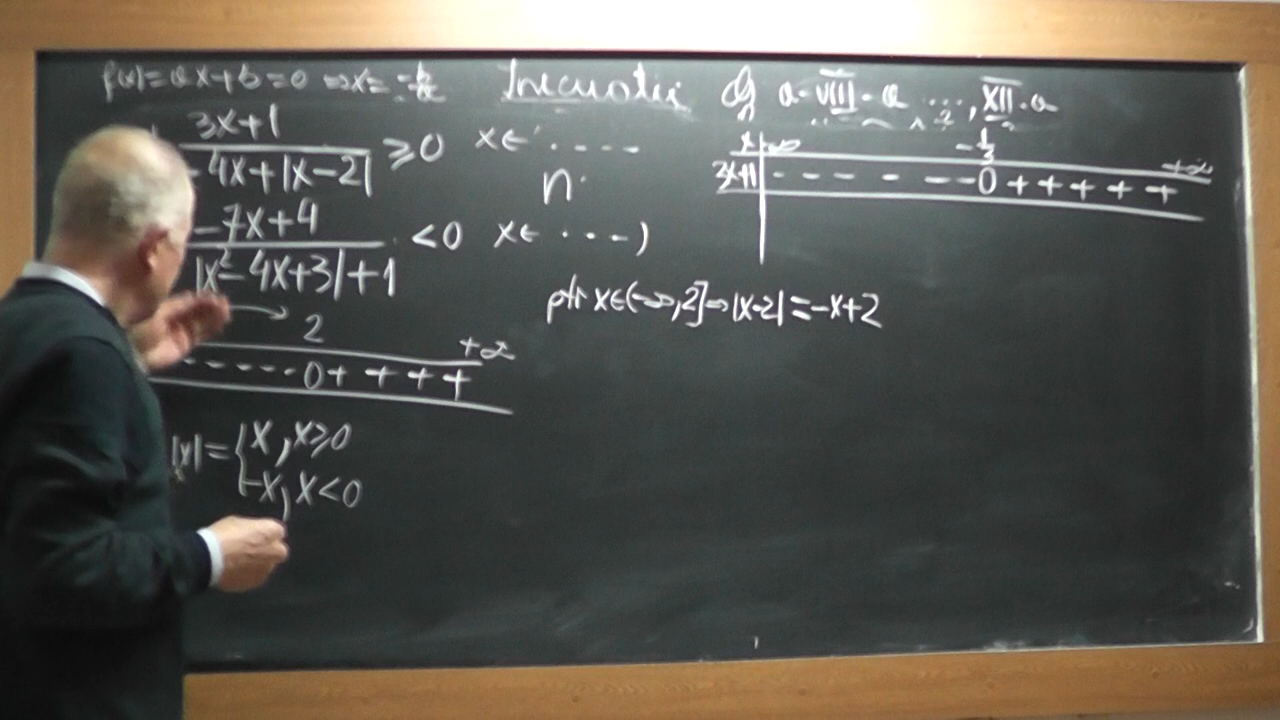 f(x)=ax+b=0 ⇒x=-b/a Inecuatii
a-VIII-a ...., XII-a
3x+1
-4x+|x-2| ≥0 x∈.....
n
-7x+4
|x²-4x+3|+1 <0 x∈....)
x -∞ -1/3 +∞
3x+1 - - - - - - 0 + + + + +
ptr x∈(-∞,2]⇒|x-2|=-x+2
2 +∞
- - - - - 0 + + + +
|x|={x, x≥0
-x, x<0